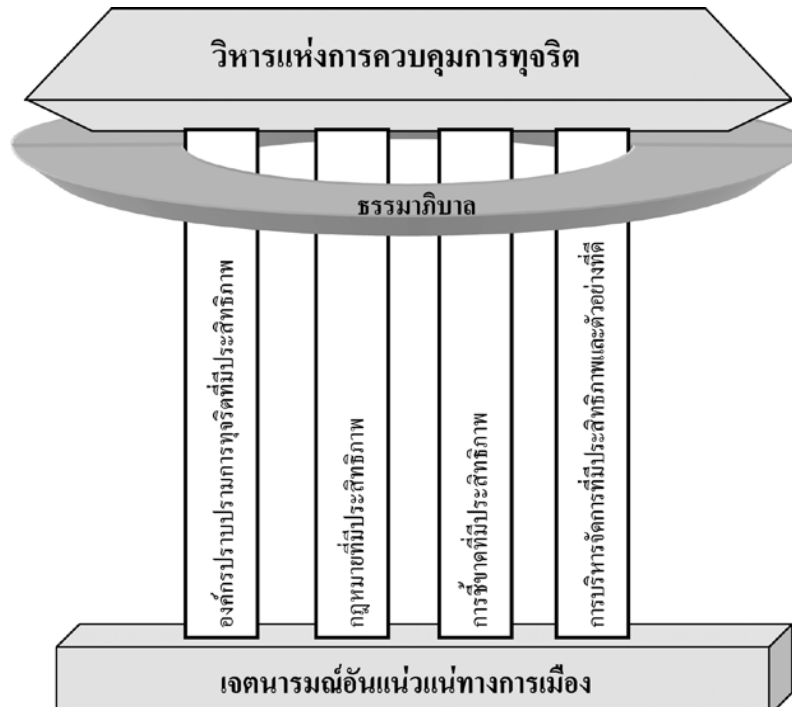 วิหารแห่งการควบคุมการทุจริต
ธรรมาภิบาล
องค์กรปราบปรามการทุจริตที่มีประสิทธิภาพ
กฎหมายที่มีประสิทธิภาพ
การชี้ขาดที่มีประสิทธิภาพ
การบริหารจัดการที่มีประสิทธิภาพและตัวอย่างที่ดี
เจตนารมณ์อันแน่วแน่ทางการเมือง